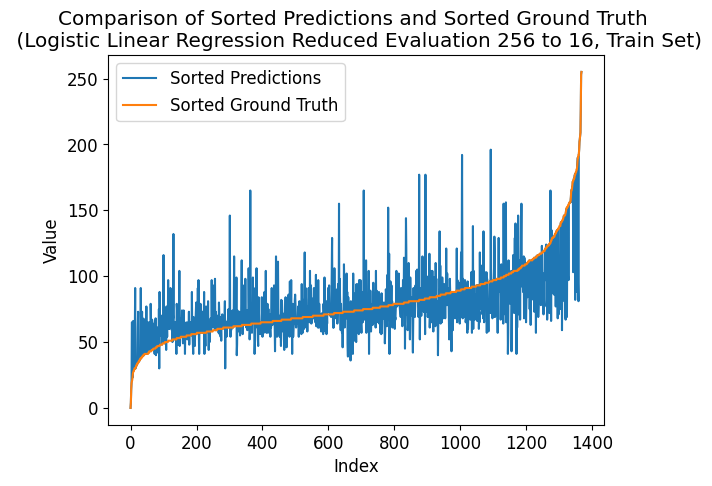 Comparison of Sorted Predictions and Sorted Ground Truth
(Logistic Linear Regression Reduced Evaluation 256 to 16, Train Set)
Sorted Predictions
Sorted Ground Truth
250
200
150
100
50
0
Value
0 200 400 600 800 1000 1200 1400
Index